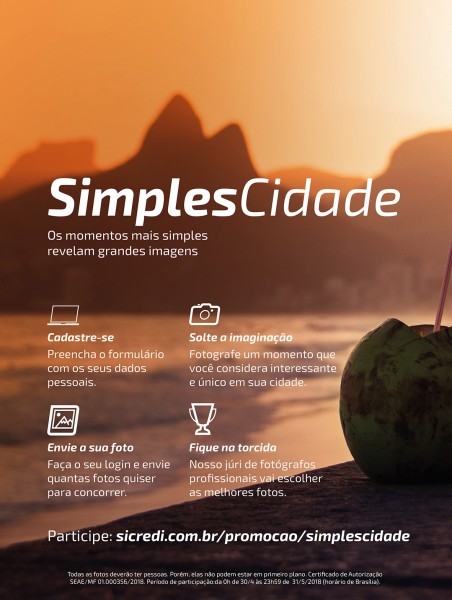 SimplesCidade
Os momentos mais simples
revelam grandes imagens
Cadastre-se
Preencha o formulário
com os seus dados
pessoais.
Solte a imaginação
Fotografe um momento que
você considera interessante
e único em sua cidade.
Envie a sua foto
Faça o seu login e envie
quantas fotos quiser
para concorrer.
Fique na torcida
Nosso júri de fotógrafos
profissionais vai escolher
as melhores fotos.
Participe: sicredi.com.br/promocao/simplescidade
Todas as fotos deverão ter pessoas. Porém, elas não podem estar em primeiro plano. Certificado de Autorização
SEAE/MF 01.000356/2018. Período de participação:da 0h de 30/4 às 23h59 de 31/5/2018 (horário de Brasília).